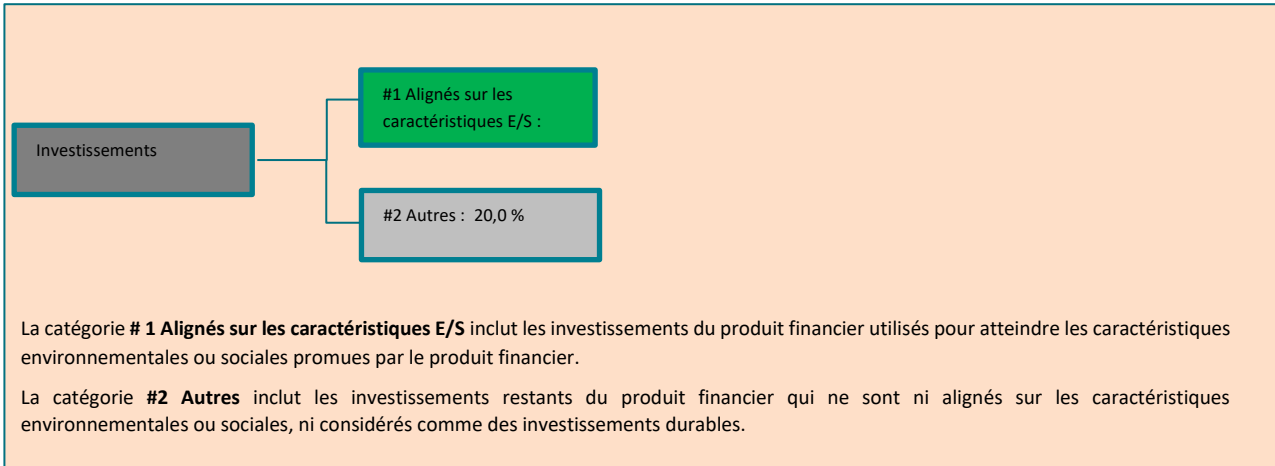 #1 Alignés sur les
caractéristiques E/S :
Investissements
#2 Autres : 20,0 %
La catégorie # 1 Alignés sur les caractéristiques E/S inclut les investissements du produit financier utilisés pour atteindre les caractéristiques
environnementales ou sociales promues par le produit financier.
La catégorie #2 Autres inclut les investissements restants du produit financier qui ne sont ni alignés sur les caractéristiques
environnementales ou sociales, ni considérés comme des investissements durables.